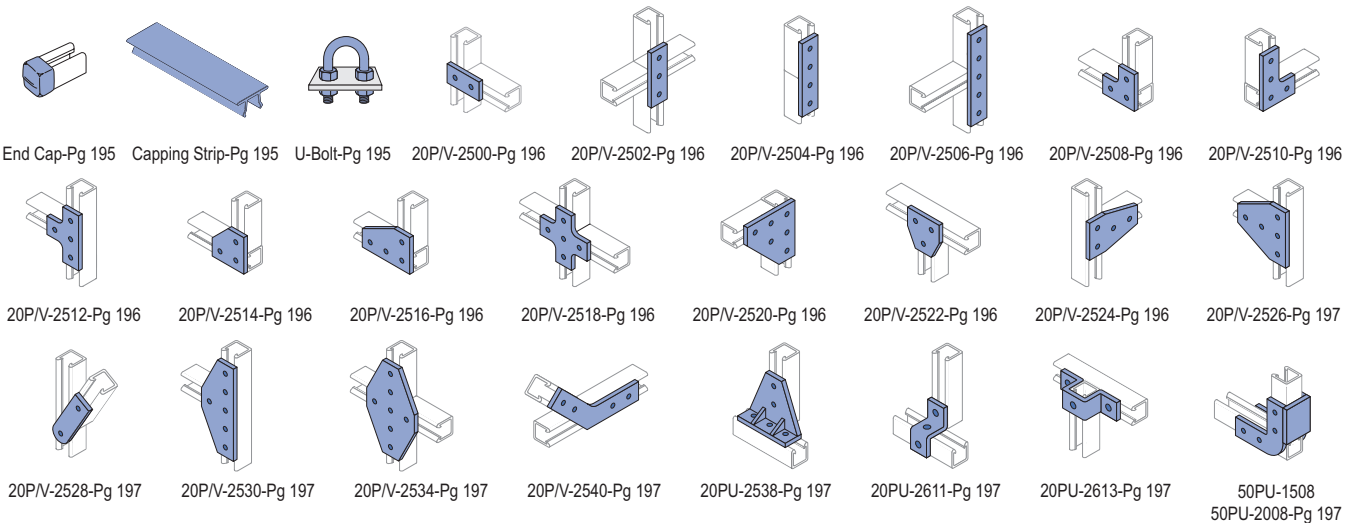 End Cap-Pg 195
Capping Strip-Pg 195
U-Bolt-Pg 195
20P/V-2500-Pg 196
20P/V-2502-Pg 196
20P/V-2504-Pg 196
20P/V-2506-Pg 196
20P/V-2508-Pg 196
20P/V-2510-Pg 196
20P/V-2512-Pg 196
20P/V-2514-Pg 196
20P/V-2516-Pg 196
20P/V-2518-Pg 196
20P/V-2520-Pg 196
20P/V-2522-Pg 196
20P/V-2524-Pg 196
20P/V-2526-Pg 197
20P/V-2528-Pg 197
20P/V-2530-Pg 197
20P/V-2534-Pg 197
20P/V-2540-Pg 197
20PU-2538-Pg 197
20PU-2611-Pg 197
20PU-2613-Pg 197
50PU-1508
50PU-2008-Pg 197